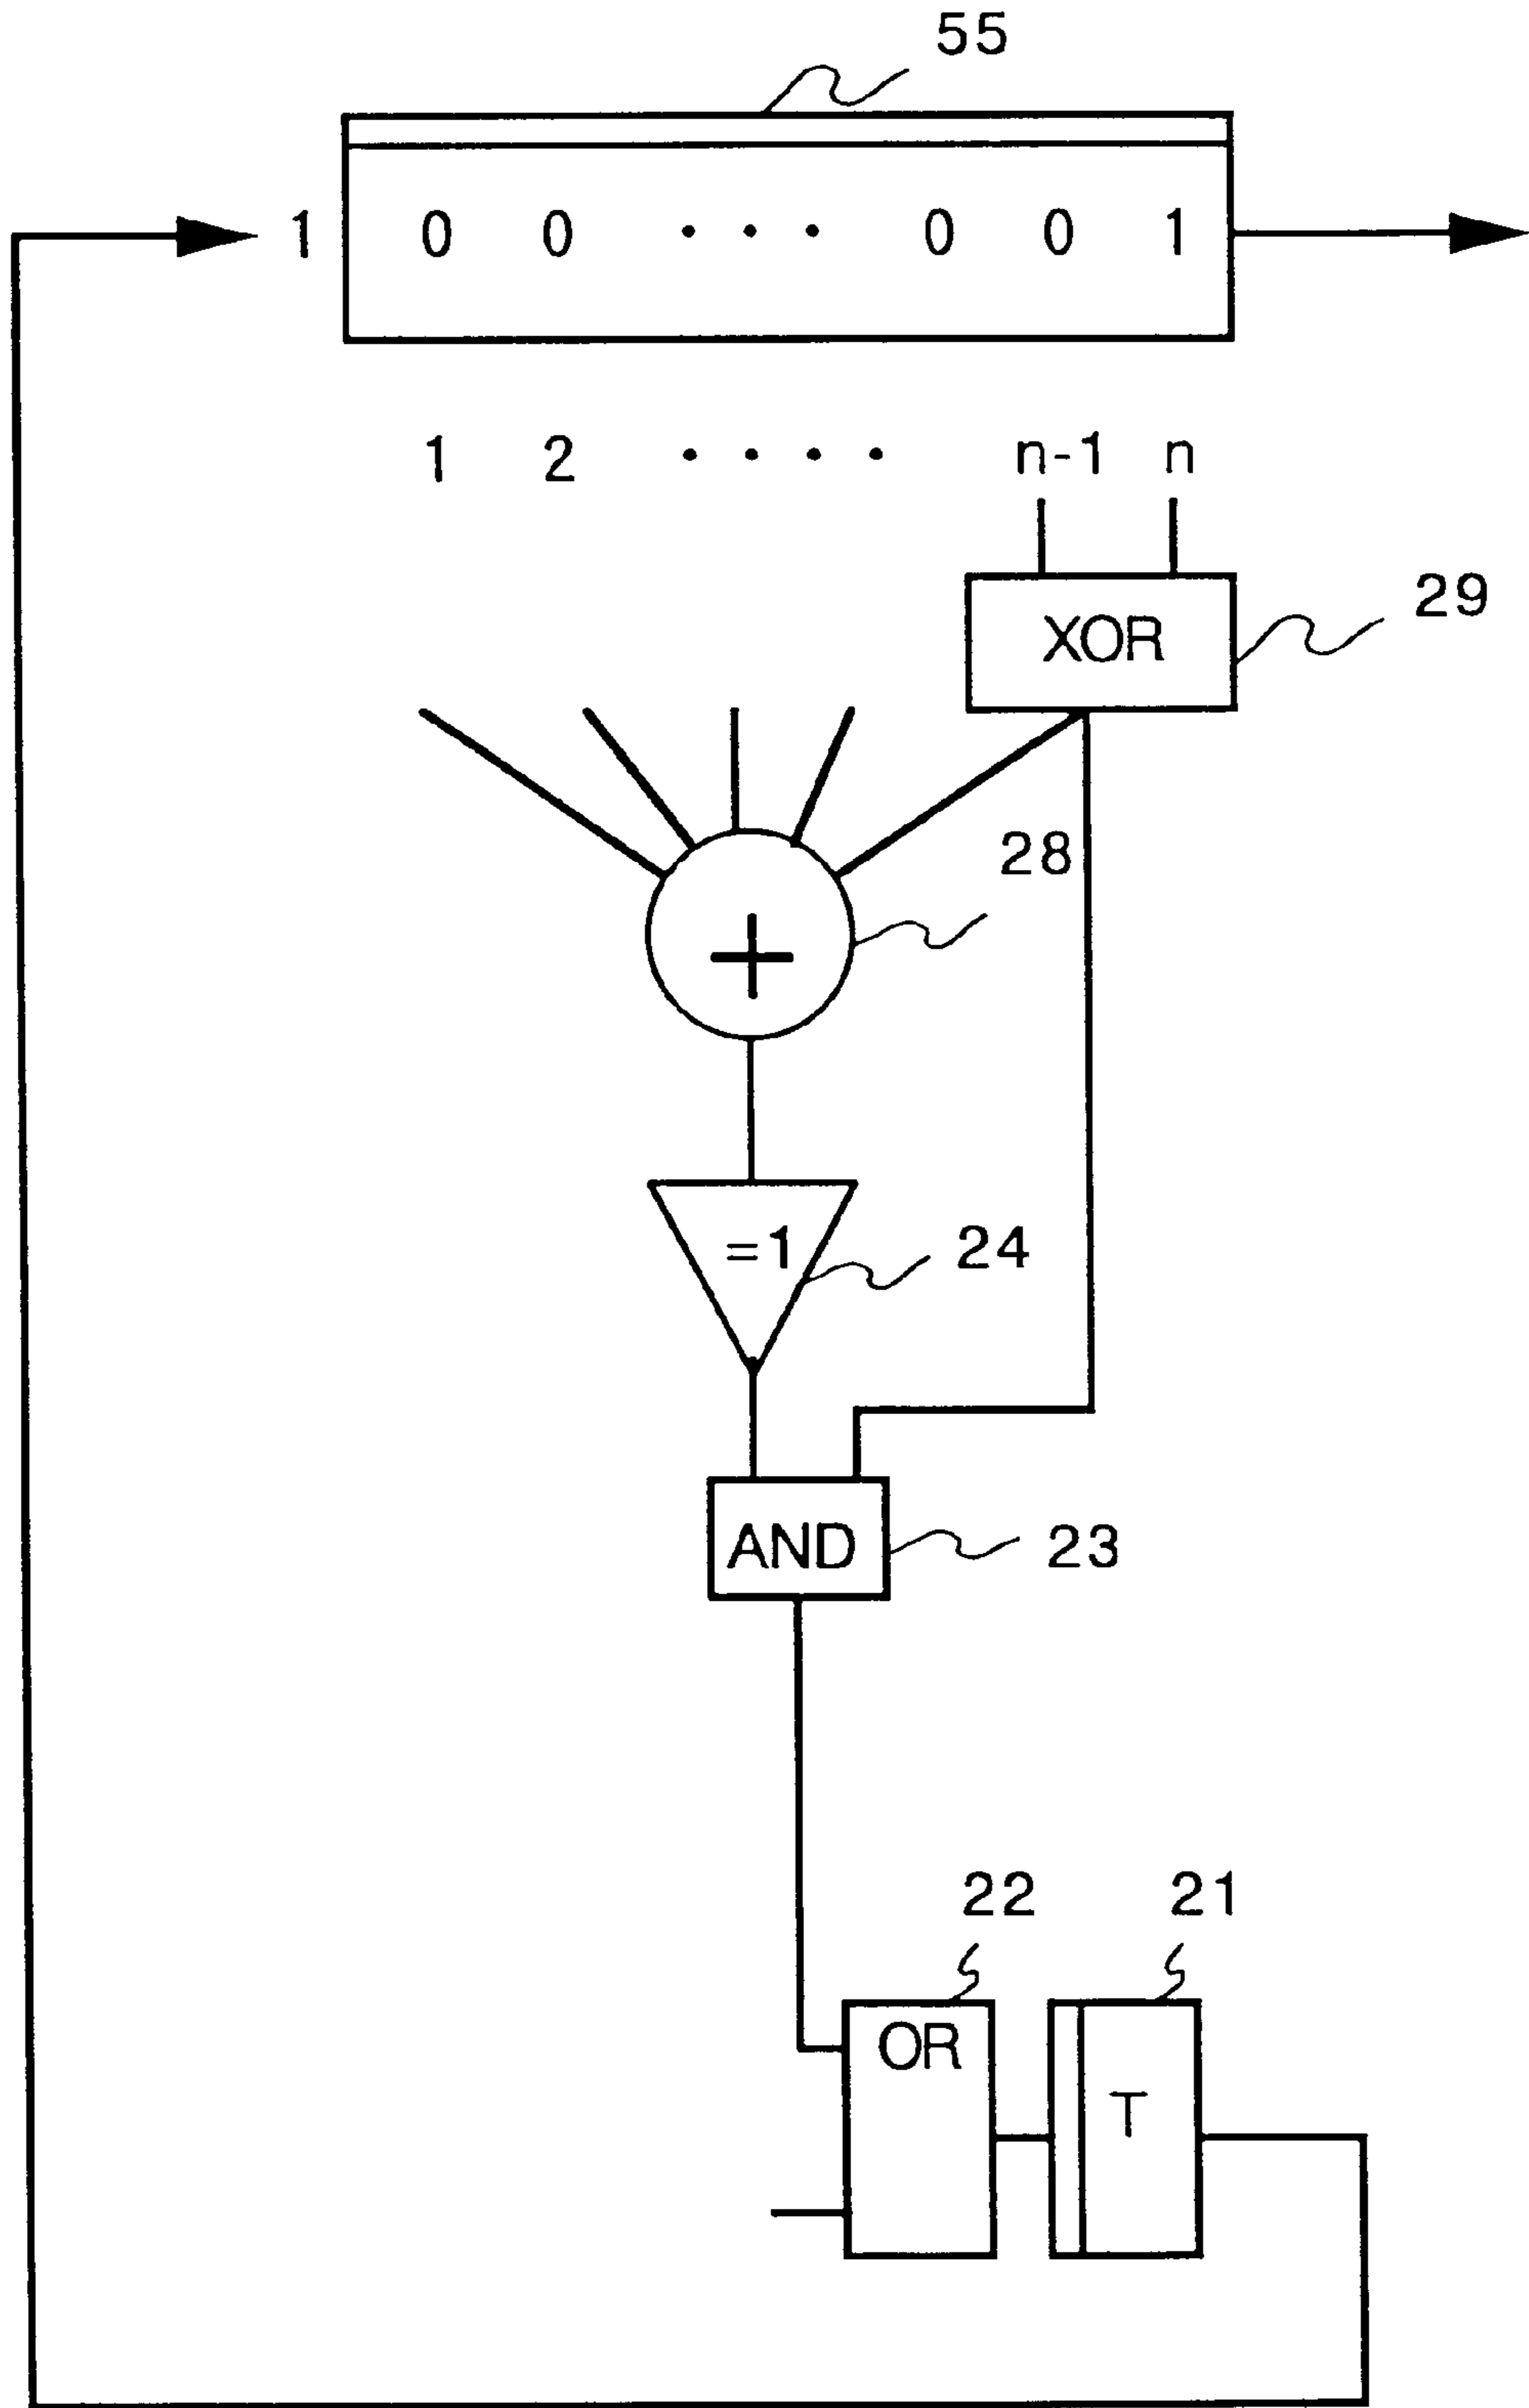 55
1 0 0 · · · 0 0 1
1 2 · · · · n-1 n
XOR
29
28
+
=1
24
AND
23
22 21
OR
T